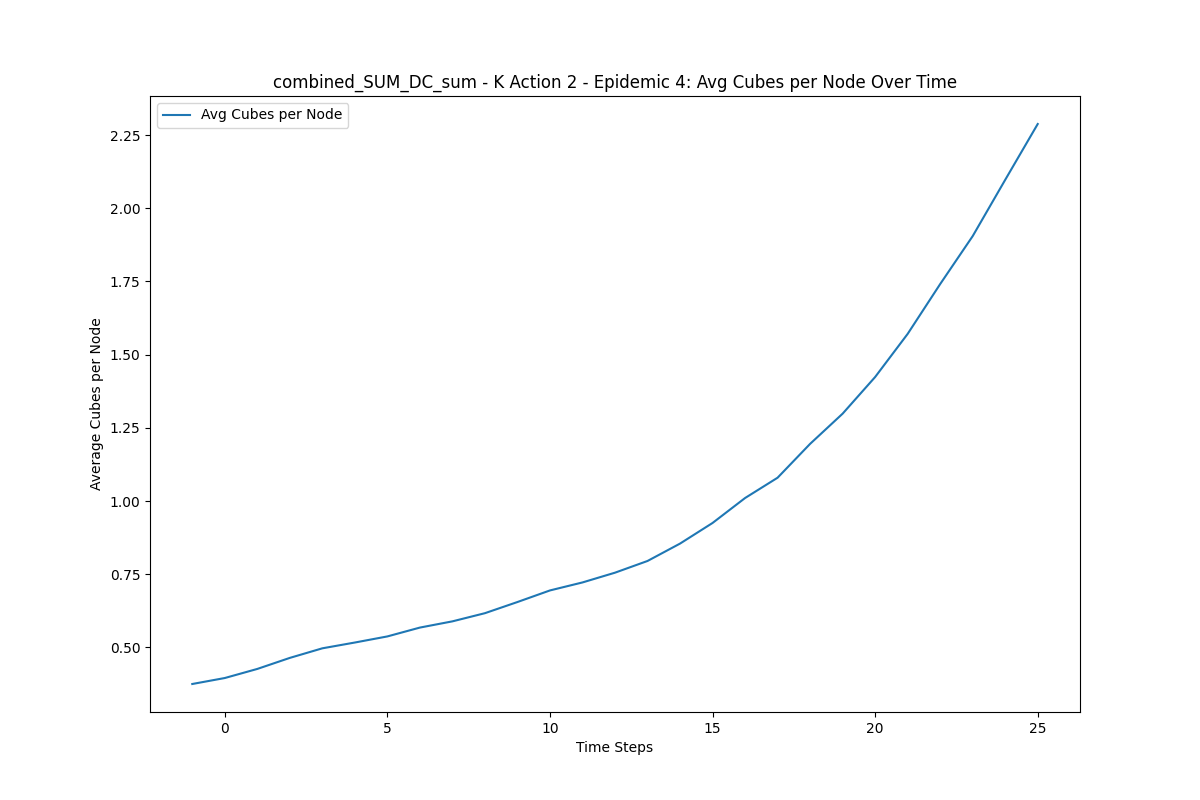 combined_SUM_DC_sum - K Action 2 - Epidemic 4: Avg Cubes per Node Over Time
Avg Cubes per Node
2.25
2.00
1.75
1.50
1.25
1.00
0.75
0.50
Average Cubes per Node
0 5 10 15 20 25
Time Steps